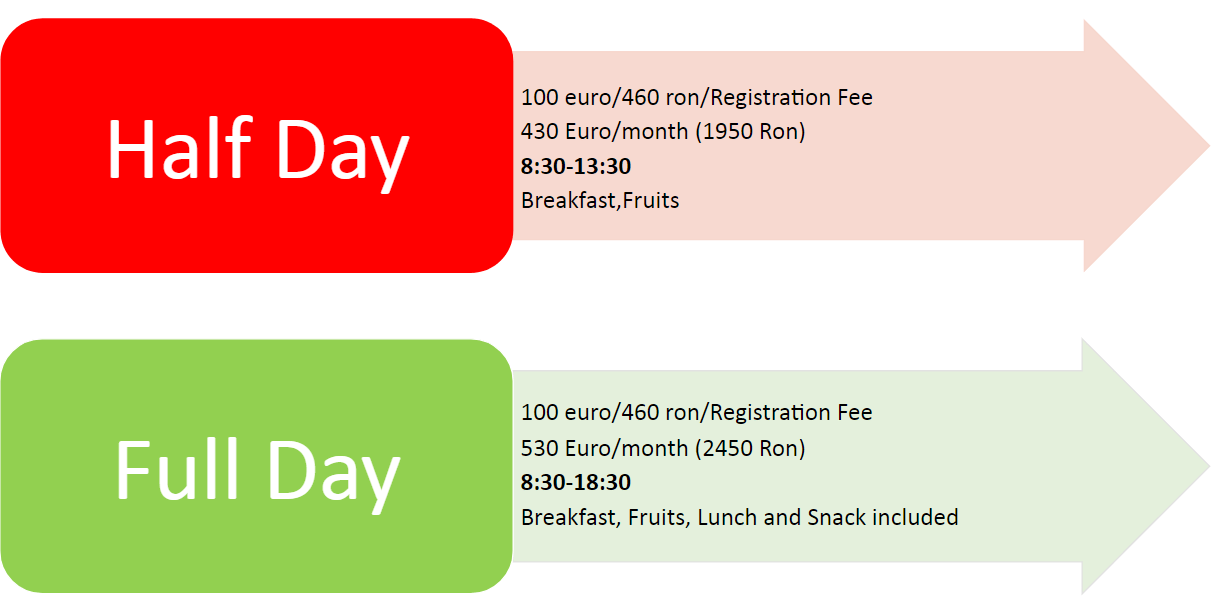 Half Day
100 euro/460 ron/Registration Fee
430 Euro/month (1950 Ron)
8:30-13:30
Breakfast,Fruits
Full Day
100 euro/460 ron/Registration Fee
530 Euro/month (2450 Ron)
8:30-18:30
Breakfast, Fruits, Lunch and Snack included